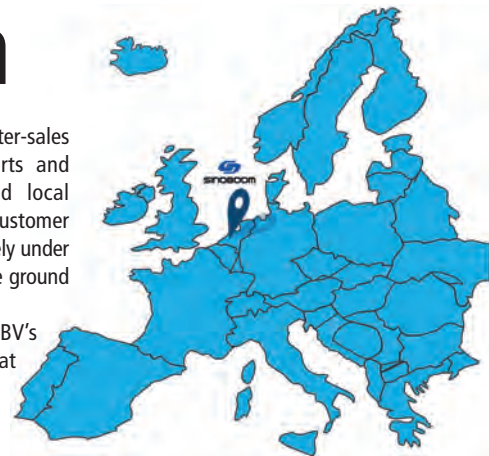 n
ter-sales
rts and
d local
ustomer
ely under
e ground
BV's
at
SINOBOOM